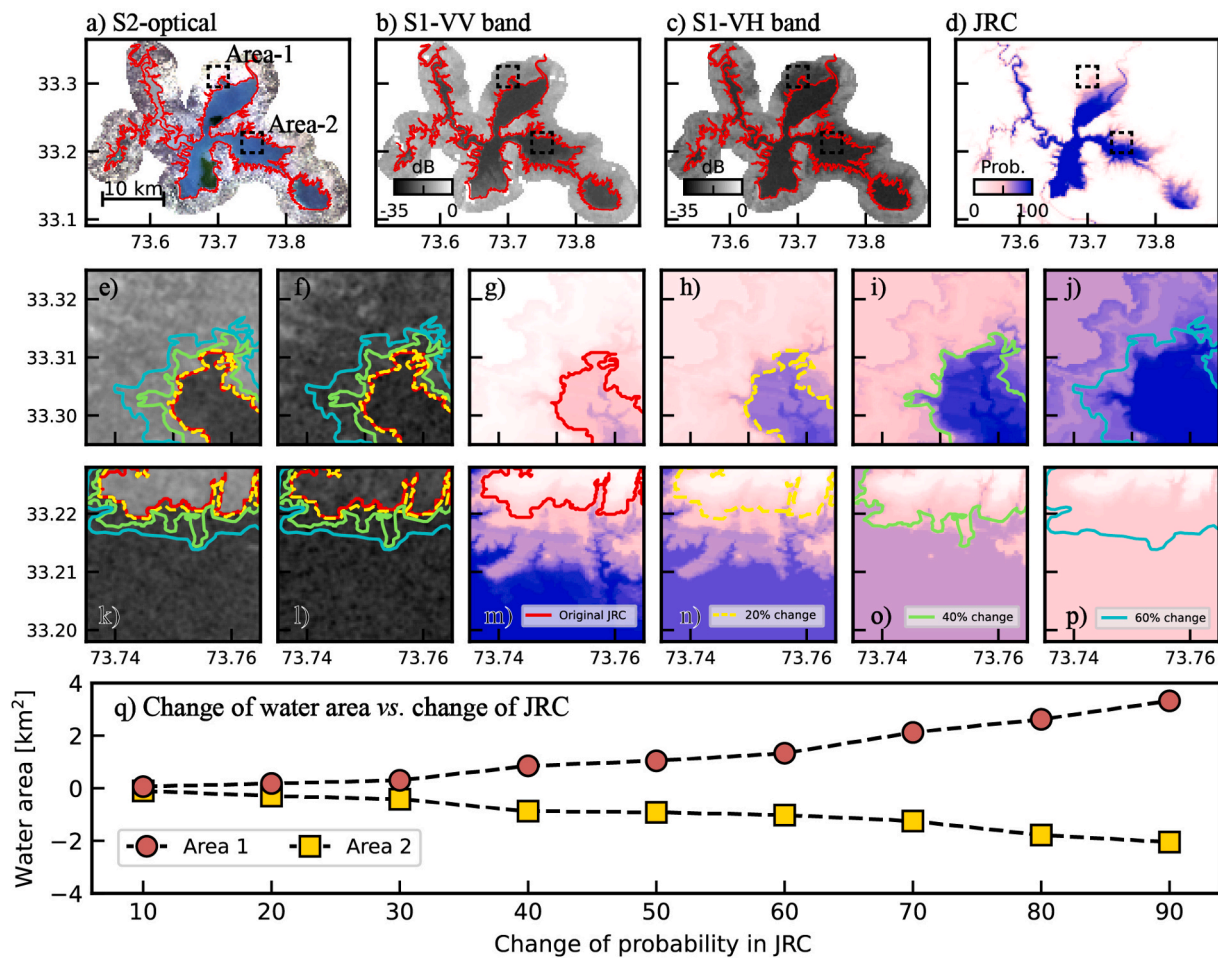 a) S2-optical
b) S1-VV band
c) S1-VH band
d) JRC
Area-1
Area-2
33.3
33.2
33.1
10 km
dB
-35 0
dB
-35 0
Prob.
0 100
73.6 73.7 73.8
73.6 73.7 73.8
73.6 73.7 73.8
73.6 73.7 73.8
e) f) g) h) i) j)
33.32
33.31
33.30
33.22
33.21
33.20
k) l) m) n) o) p)
Original JRC
20% change
40% change
60% change
73.74 73.76
73.74 73.76
73.74 73.76
73.74 73.76
73.74 73.76
73.74 73.76
q) Change of water area vs. change of JRC
Water area [km²]
4
2
0
−2
−4
Area 1 Area 2
10 20 30 40 50 60 70 80 90
Change of probability in JRC